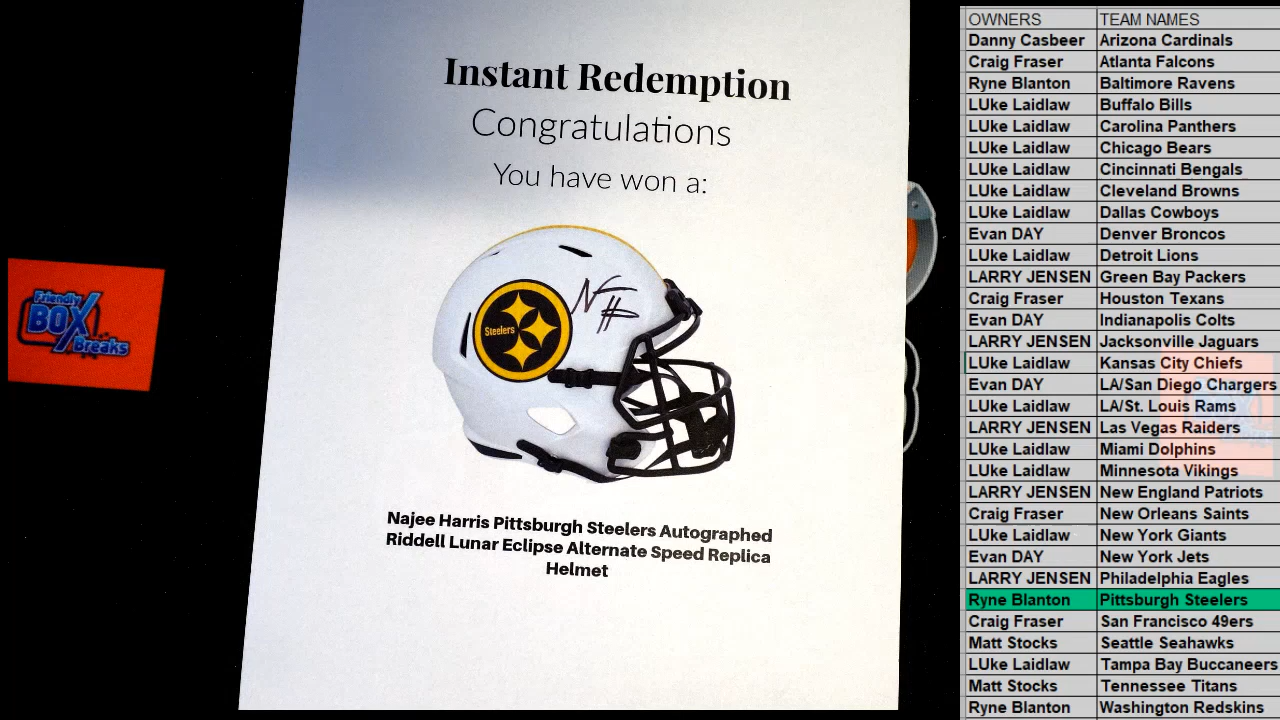 Instant Redemption
Congratulations
You have won a:
Steelers
Najee Harris Pittsburgh Steelers Autographed
Riddell Lunar Eclipse Alternate Speed Replica
Helmet
Friendly
BOX
Breaks
OWNERS TEAM NAMES
Danny Casbeer Arizona Cardinals
Craig Fraser Atlanta Falcons
Ryne Blanton Baltimore Ravens
LUke Laidlaw Buffalo Bills
LUke Laidlaw Carolina Panthers
LUke Laidlaw Chicago Bears
LUke Laidlaw Cincinnati Bengals
LUke Laidlaw Cleveland Browns
LUke Laidlaw Dallas Cowboys
Evan DAY Denver Broncos
LUke Laidlaw Detroit Lions
LARRY JENSEN Green Bay Packers
Craig Fraser Houston Texans
Evan DAY Indianapolis Colts
LARRY JENSEN Jacksonville Jaguars
LUke Laidlaw Kansas City Chiefs
Evan DAY LA/San Diego Chargers
LUke Laidlaw LA/St. Louis Rams
LARRY JENSEN Las Vegas Raiders
LUke Laidlaw Miami Dolphins
LUke Laidlaw Minnesota Vikings
LARRY JENSEN New England Patriots
Craig Fraser New Orleans Saints
LUke Laidlaw New York Giants
Evan DAY New York Jets
LARRY JENSEN Philadelphia Eagles
Ryne Blanton Pittsburgh Steelers
Craig Fraser San Francisco 49ers
Matt Stocks Seattle Seahawks
LUke Laidlaw Tampa Bay Buccaneers
Matt Stocks Tennessee Titans
Ryne Blanton Washington Redskins